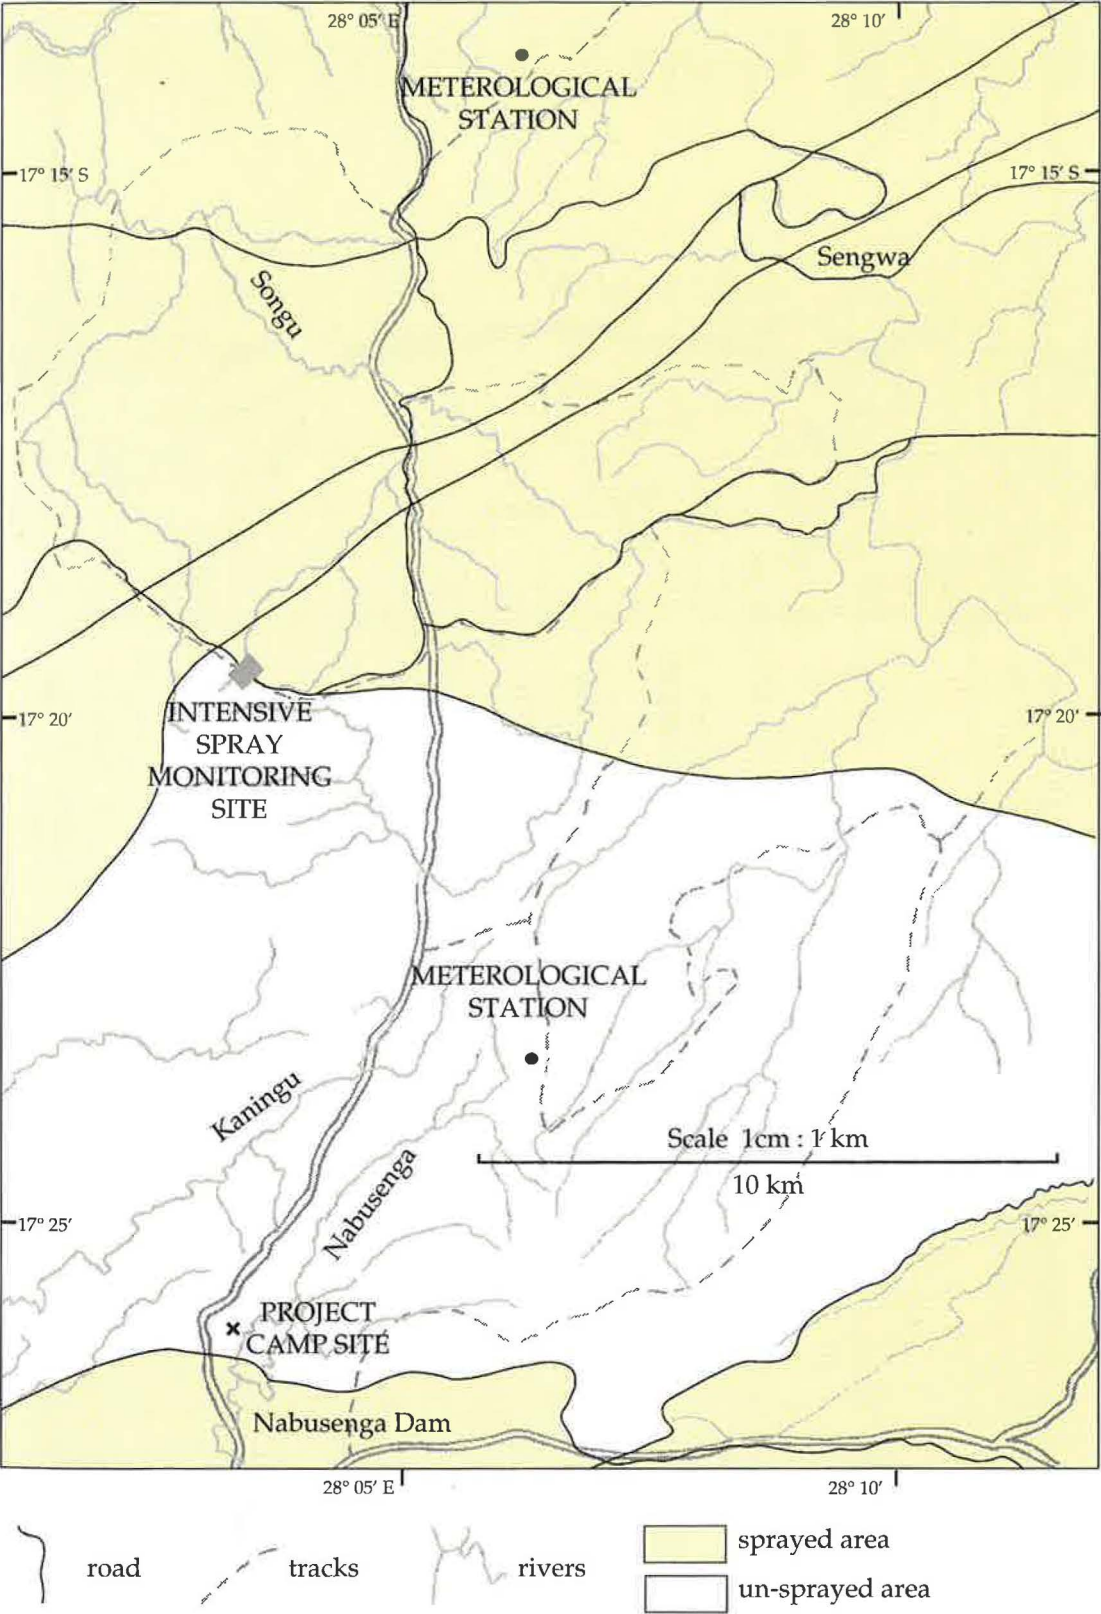 28° 05′ E
28° 10′
METEROLOGICAL
STATION
17° 15′ S
17° 15′ S
Sengwa
Songu
INTENSIVE
SPRAY
MONITORING
SITE
17° 20′
17° 20′
METEROLOGICAL
STATION
Kaningu
Nabusenga
Scale 1cm : 1 km
10 km
17° 25′
17° 25′
PROJECT
CAMP SITE
Nabusenga Dam
28° 05′ E
28° 10′
road
tracks
rivers
sprayed area
un-sprayed area